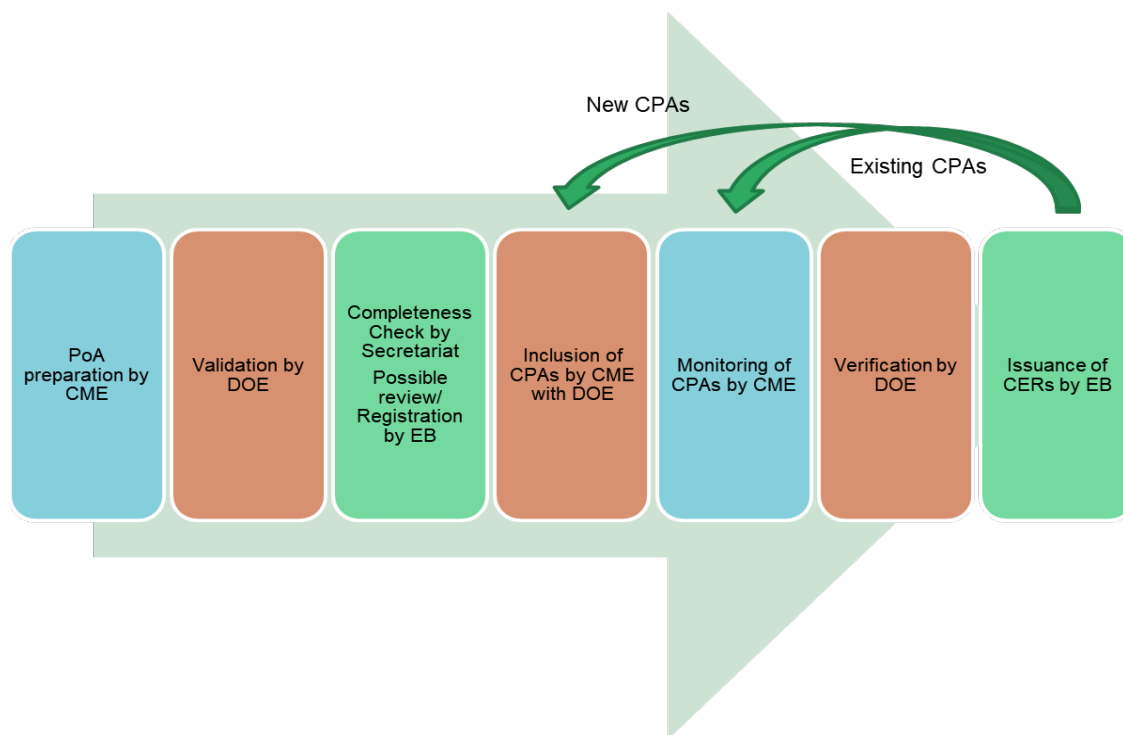 New CPAs
Existing CPAs
PoA
preparation by
CME
Validation by
DOE
Completeness
Check by
Secretariat
Possible
review/
Registration
by EB
Inclusion of
CPAs by CME
with DOE
Monitoring of
CPAs by CME
Verification by
DOE
Issuance of
CERs by EB